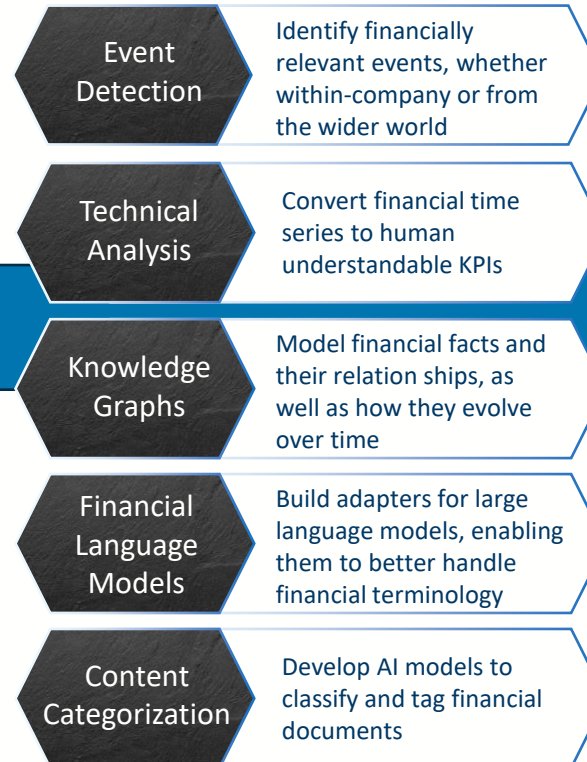 Event
Detection
Identify financially
relevant events, whether
within-company or from
the wider world
Technical
Analysis
Convert financial time
series to human
understandable KPIs
Knowledge
Graphs
Model financial facts and
their relation ships, as
well as how they evolve
over time
Financial
Language
Models
Build adapters for large
language models, enabling
them to better handle
financial terminology
Content
Categorization
Develop AI models to
classify and tag financial
documents